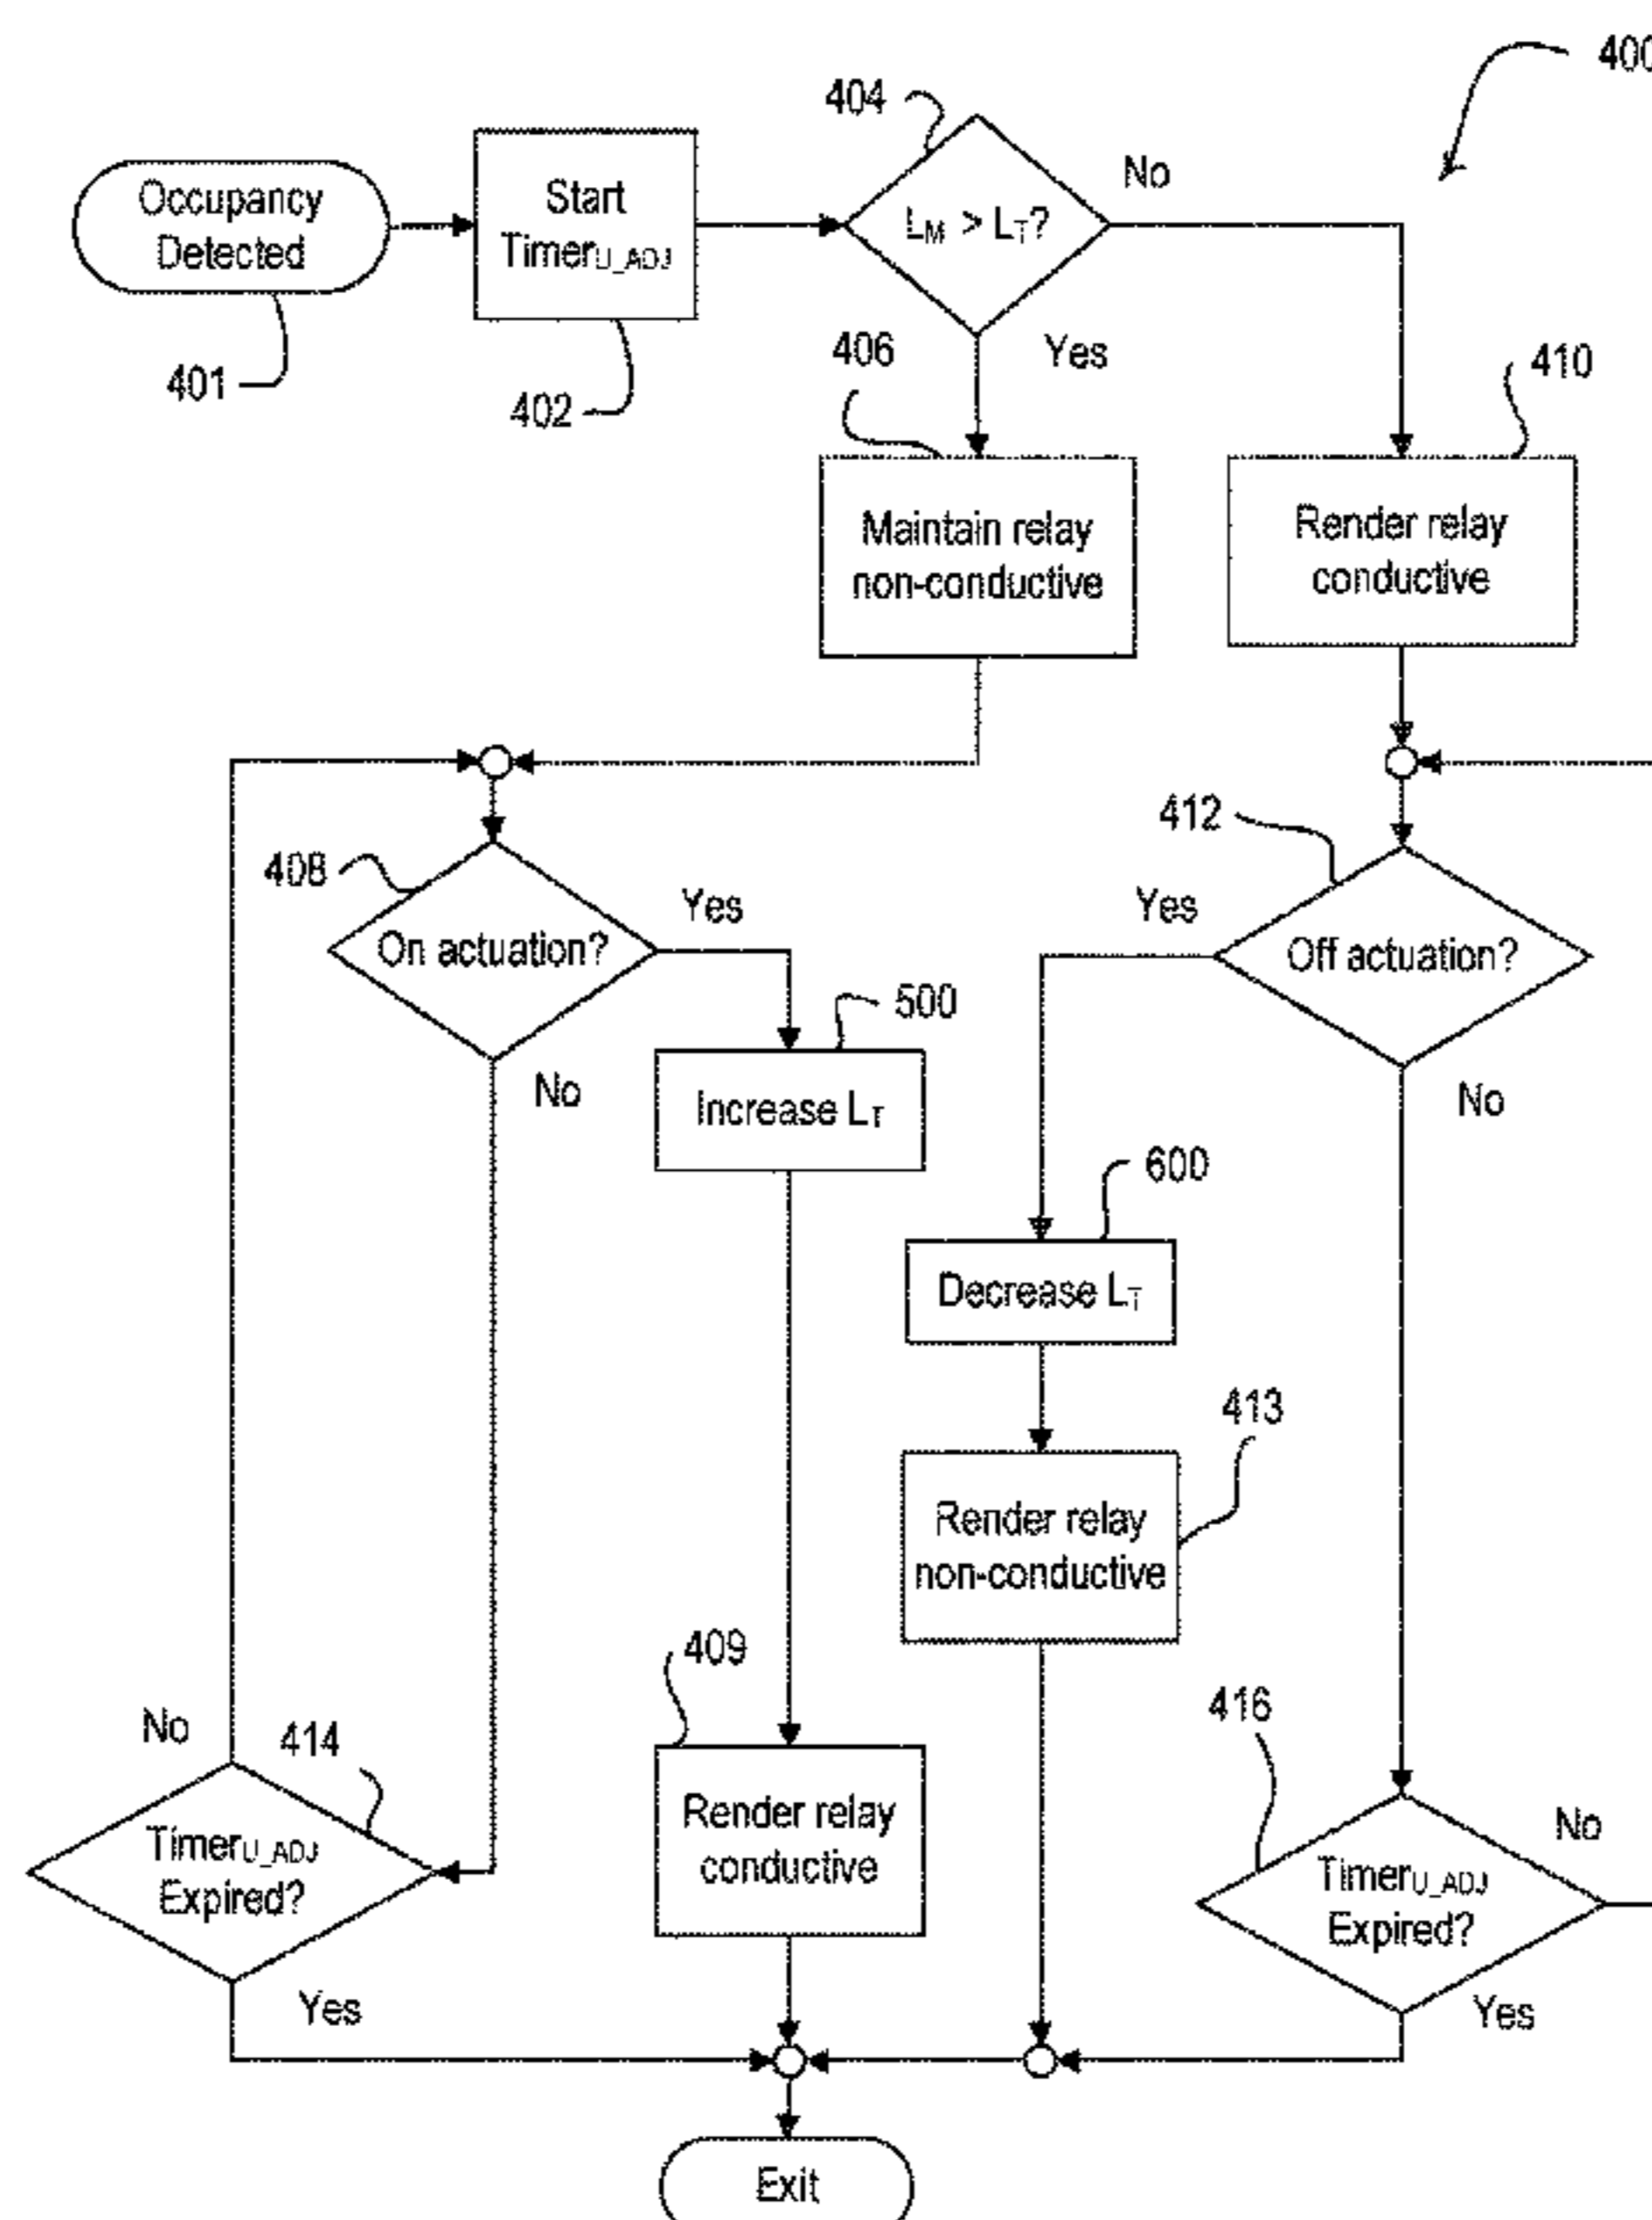 400
404
No
Occupancy
Detected
Start
TimerU_ADJ
LM > LT?
401
402
406
Yes
410
Maintain relay
non-conductive
Render relay
conductive
412
408
Yes
Yes
On actuation?
Off actuation?
500
No
No
Increase LT
600
Decrease LT
413
Render relay
non-conductive
409
416
No
414
Render relay
conductive
No
TimerU_ADJ
Expired?
TimerU_ADJ
Expired?
Yes
Yes
Exit